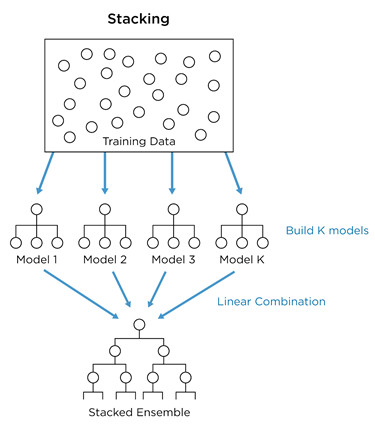 Stacking
Training Data
Build K models
Model 1 Model 2 Model 3 Model K
Linear Combination
Stacked Ensemble